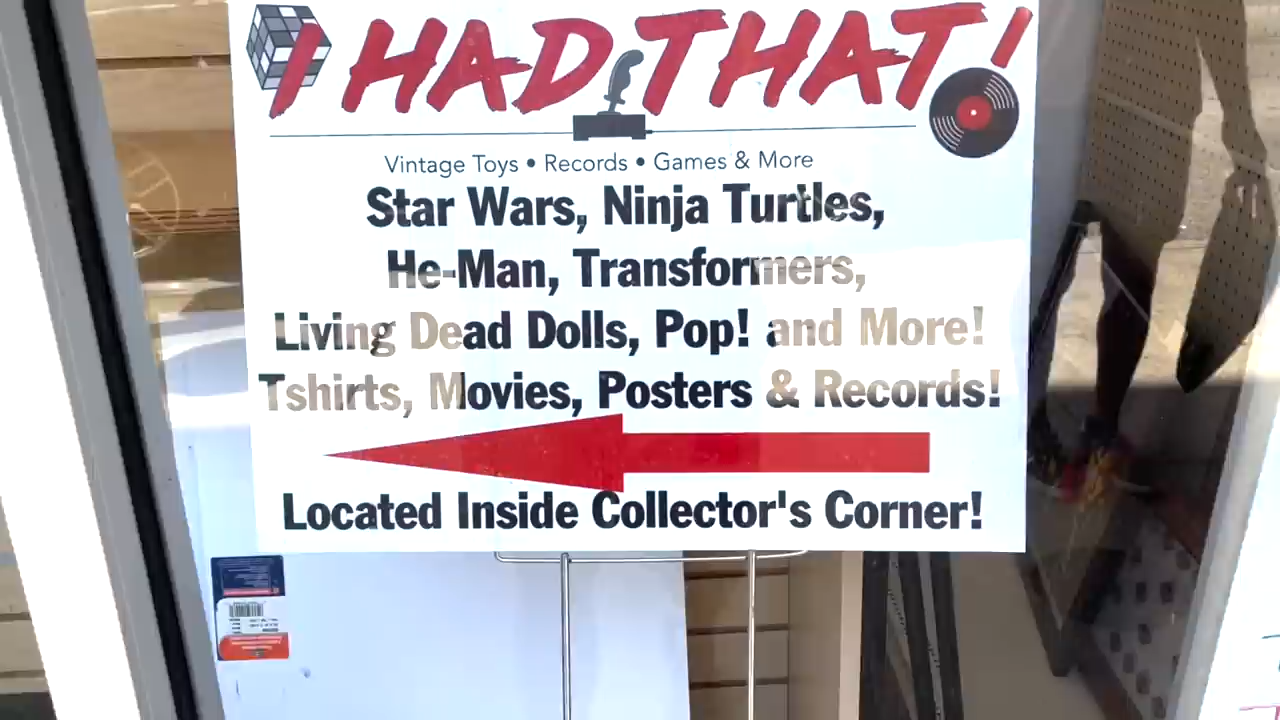 I HAD THAT!
Vintage Toys • Records • Games & More
Star Wars, Ninja Turtles,
He-Man, Transformers,
Living Dead Dolls, Pop! and More!
Tshirts, Movies, Posters & Records!
Located Inside Collector's Corner!